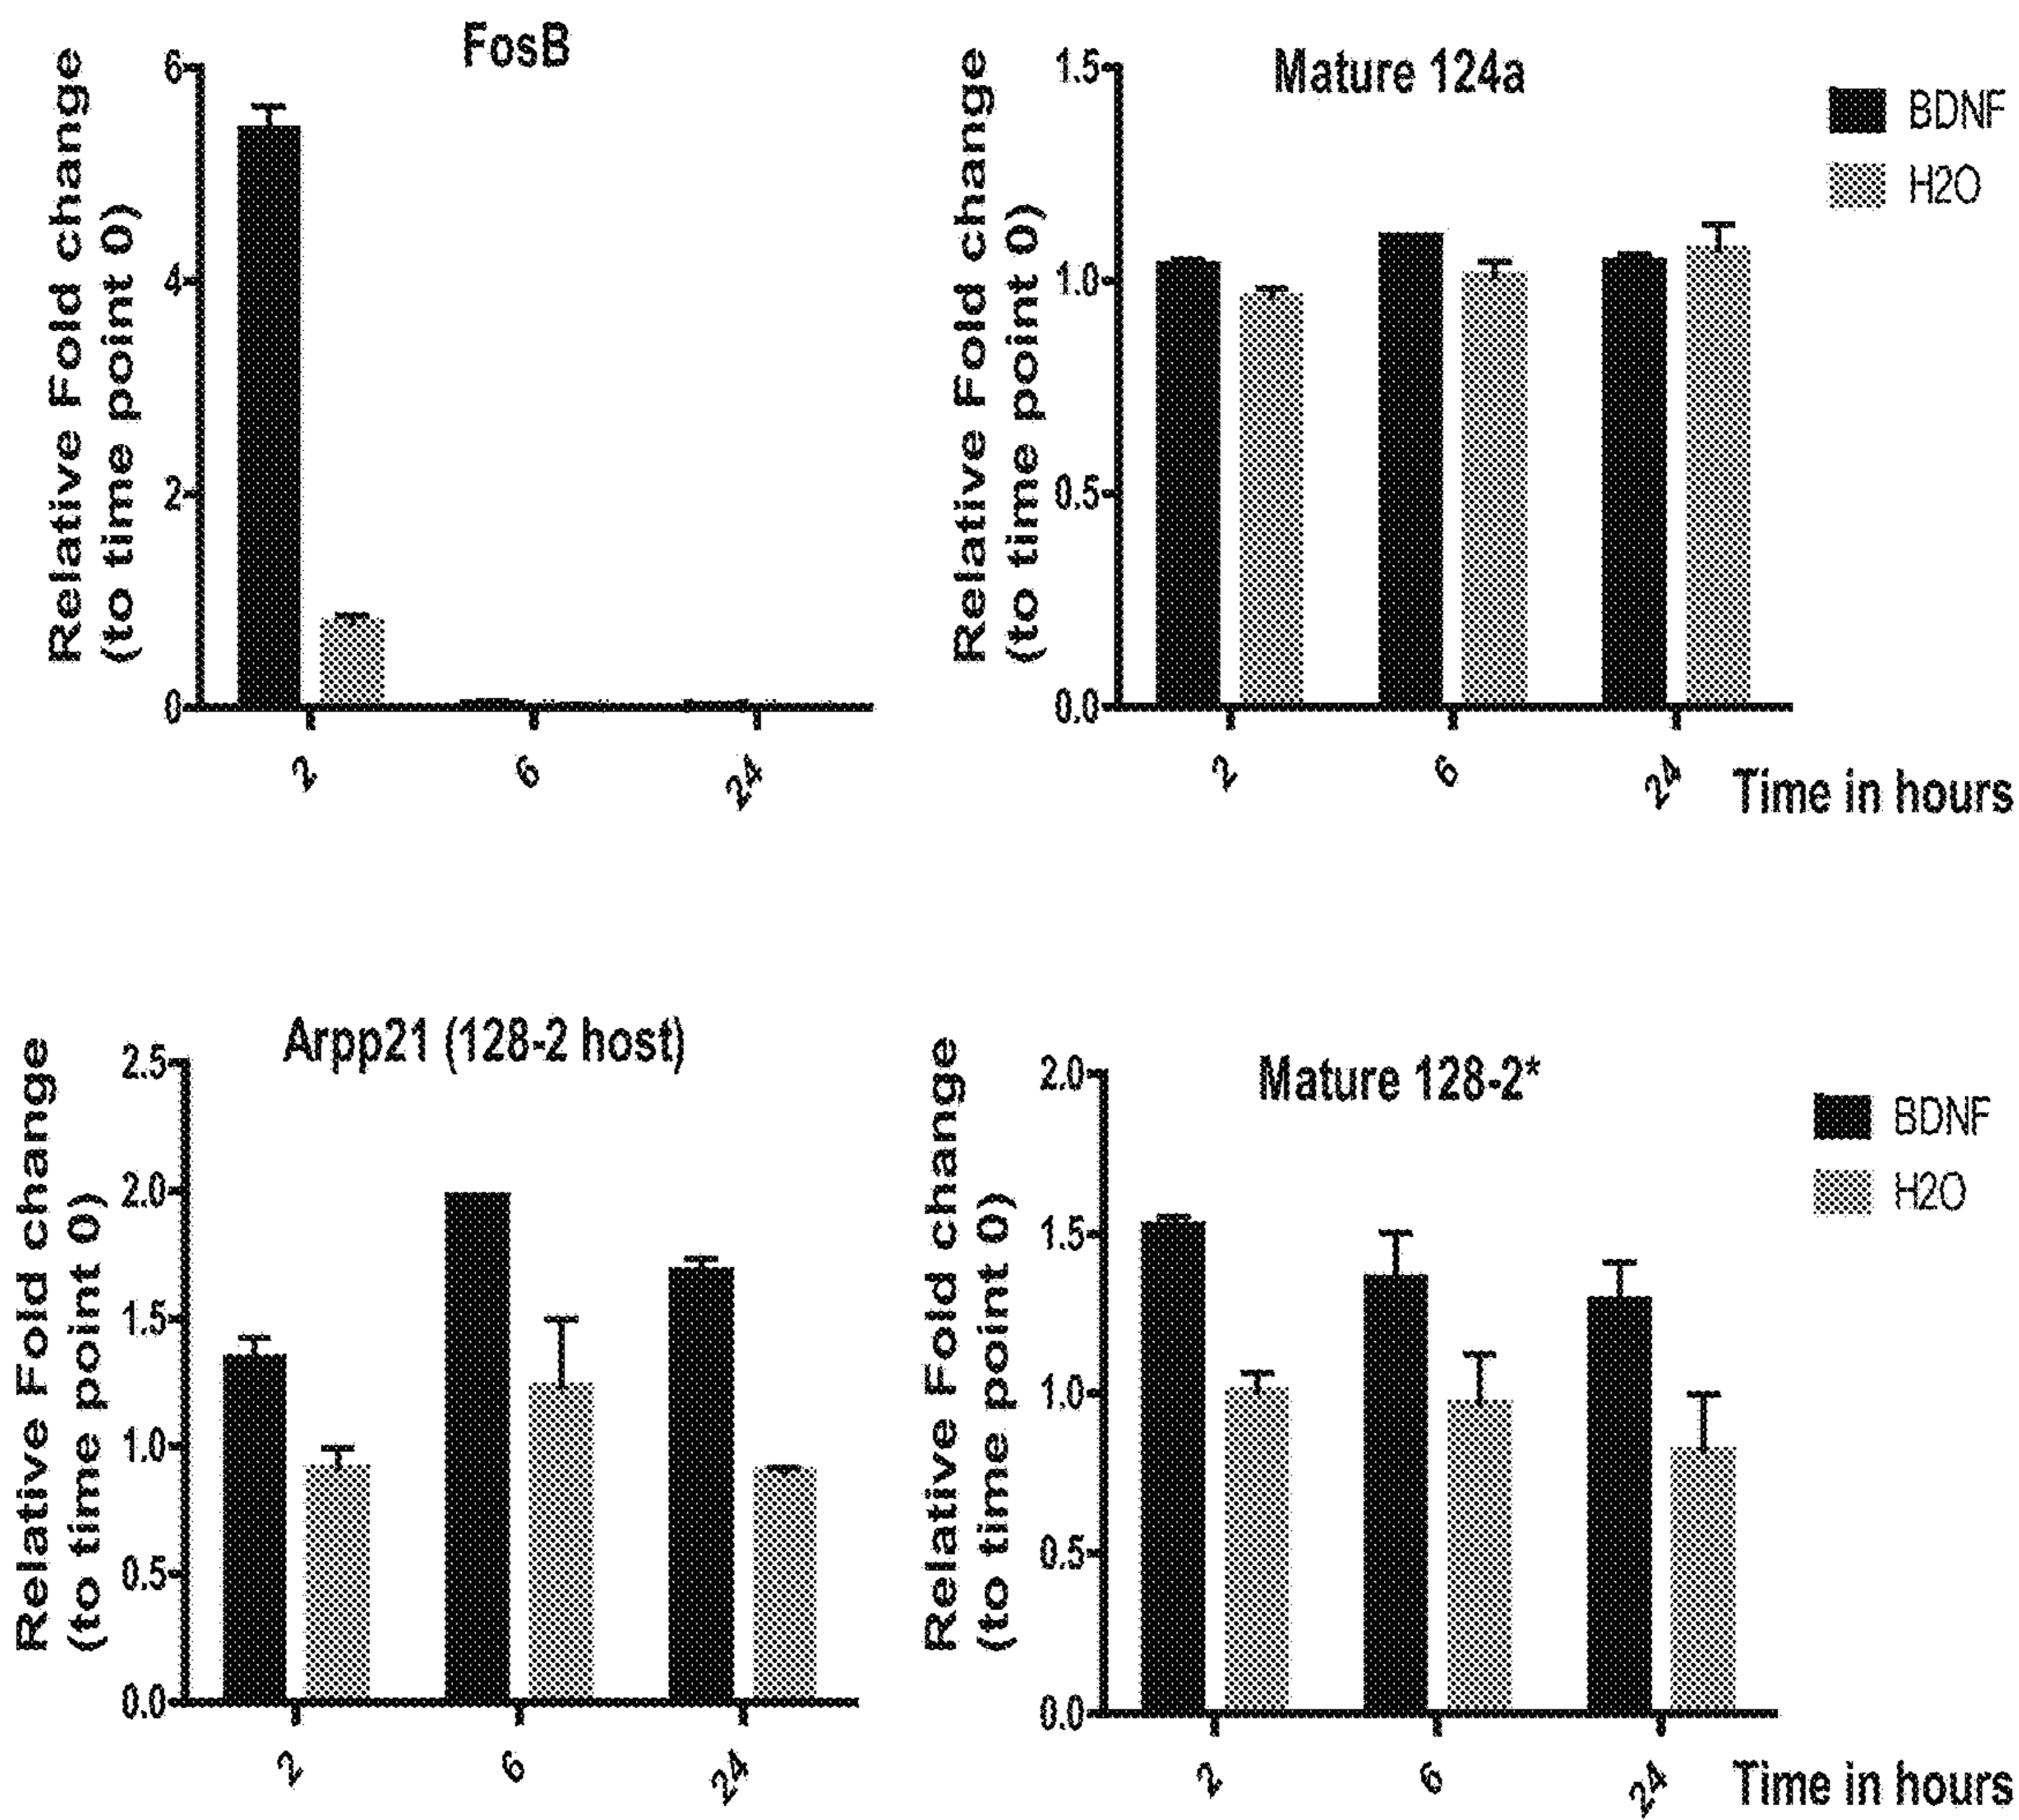 FosB
Relative Fold change
(to time point 0)
6
4
2
0
2
6
24
Mature 124a
Relative Fold change
(to time point 0)
1.5
1.0
0.5
0.0
2
6
24
Time in hours
BDNF
H2O
Arpp21 (128-2 host)
Relative Fold change
(to time point 0)
2.5
2.0
1.5
1.0
0.5
0.0
2
6
24
Mature 128-2*
Relative Fold change
(to time point 0)
2.0
1.5
1.0
0.5
0.0
2
6
24
Time in hours
BDNF
H2O